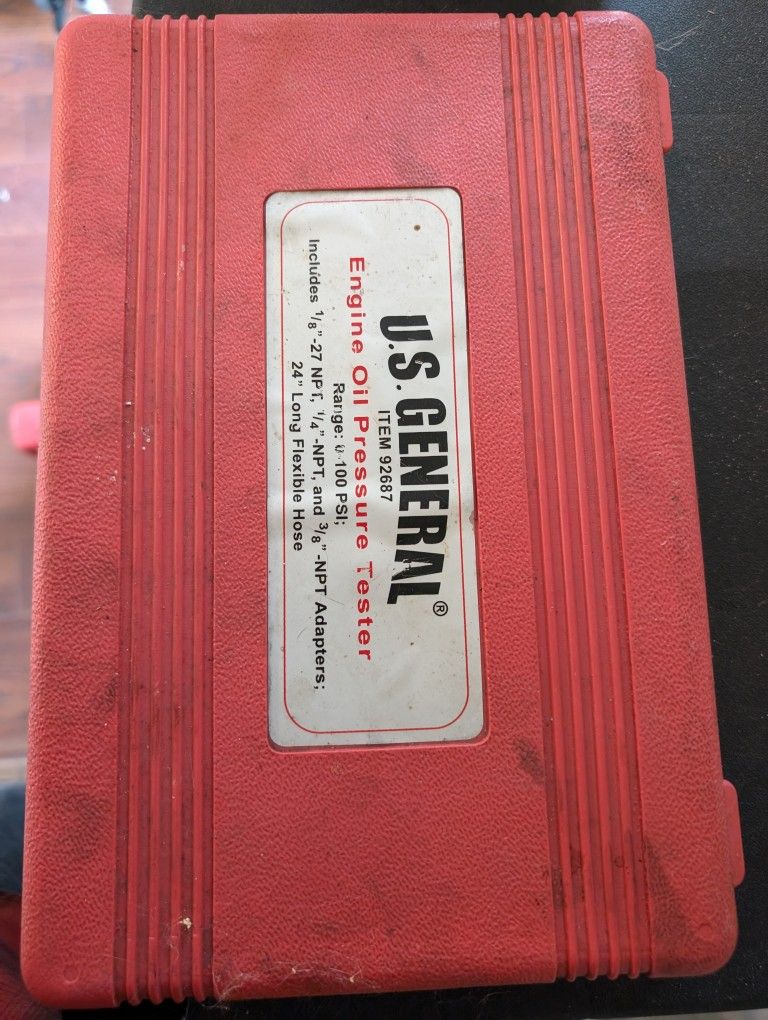 U.S. GENERAL®
ITEM 92687
Engine Oil Pressure Tester
Range: 0-100 PSI;
Includes 1/8"-27 NPT, 1/4"-NPT, and 3/8"-NPT Adapters;
24" Long Flexible Hose